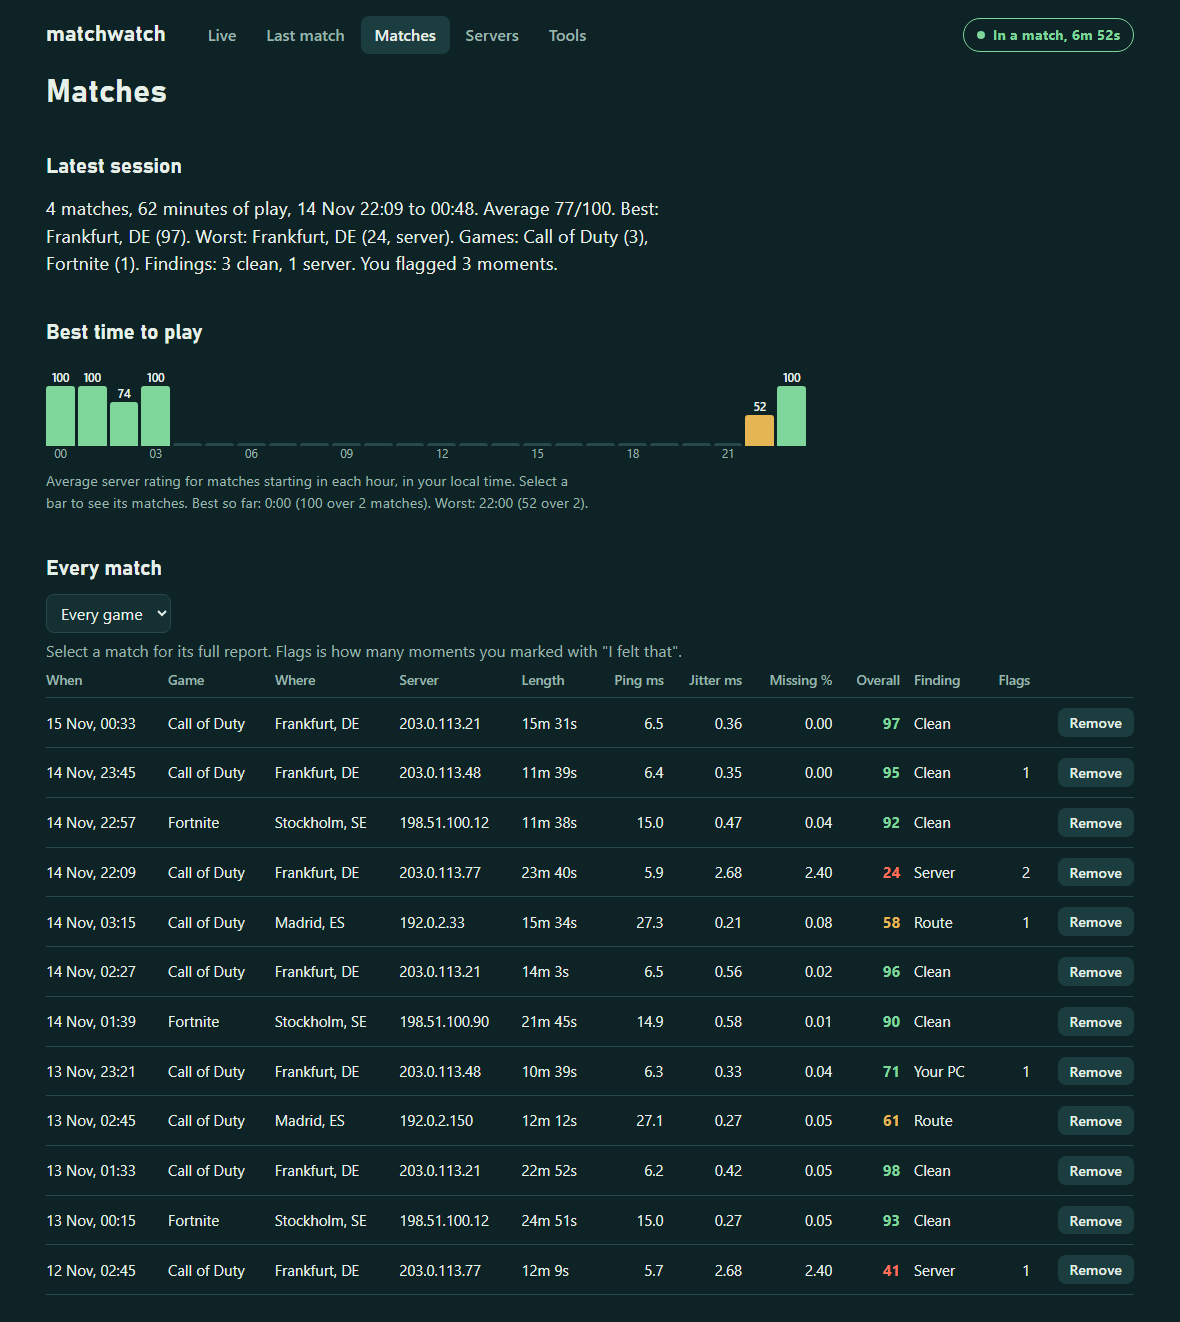 matchwatch Live Last match Matches Servers Tools In a match, 6m 52s
Matches
Latest session
4 matches, 62 minutes of play, 14 Nov 22:09 to 00:48. Average 77/100. Best:
Frankfurt, DE (97). Worst: Frankfurt, DE (24, server). Games: Call of Duty (3),
Fortnite (1). Findings: 3 clean, 1 server. You flagged 3 moments.
Best time to play
100 100 74 100 52 100
00 03 06 09 12 15 18 21
Average server rating for matches starting in each hour, in your local time. Select a
bar to see its matches. Best so far: 0:00 (100 over 2 matches). Worst: 22:00 (52 over 2).
Every match
Every game
Select a match for its full report. Flags is how many moments you marked with "I felt that".
When Game Where Server Length Ping ms Jitter ms Missing % Overall Finding Flags
15 Nov, 00:33 Call of Duty Frankfurt, DE 203.0.113.21 15m 31s 6.5 0.36 0.00 97 Clean Remove
14 Nov, 23:45 Call of Duty Frankfurt, DE 203.0.113.48 11m 39s 6.4 0.35 0.00 95 Clean 1 Remove
14 Nov, 22:57 Fortnite Stockholm, SE 198.51.100.12 11m 38s 15.0 0.47 0.04 92 Clean Remove
14 Nov, 22:09 Call of Duty Frankfurt, DE 203.0.113.77 23m 40s 5.9 2.68 2.40 24 Server 2 Remove
14 Nov, 03:15 Call of Duty Madrid, ES 192.0.2.33 15m 34s 27.3 0.21 0.08 58 Route 1 Remove
14 Nov, 02:27 Call of Duty Frankfurt, DE 203.0.113.21 14m 3s 6.5 0.56 0.02 96 Clean Remove
14 Nov, 01:39 Fortnite Stockholm, SE 198.51.100.90 21m 45s 14.9 0.58 0.01 90 Clean Remove
13 Nov, 23:21 Call of Duty Frankfurt, DE 203.0.113.48 10m 39s 6.3 0.33 0.04 71 Your PC 1 Remove
13 Nov, 02:45 Call of Duty Madrid, ES 192.0.2.150 12m 12s 27.1 0.27 0.05 61 Route Remove
13 Nov, 01:33 Call of Duty Frankfurt, DE 203.0.113.21 22m 52s 6.2 0.42 0.05 98 Clean Remove
13 Nov, 00:15 Fortnite Stockholm, SE 198.51.100.12 24m 51s 15.0 0.27 0.05 93 Clean Remove
12 Nov, 02:45 Call of Duty Frankfurt, DE 203.0.113.77 12m 9s 5.7 2.68 2.40 41 Server 1 Remove